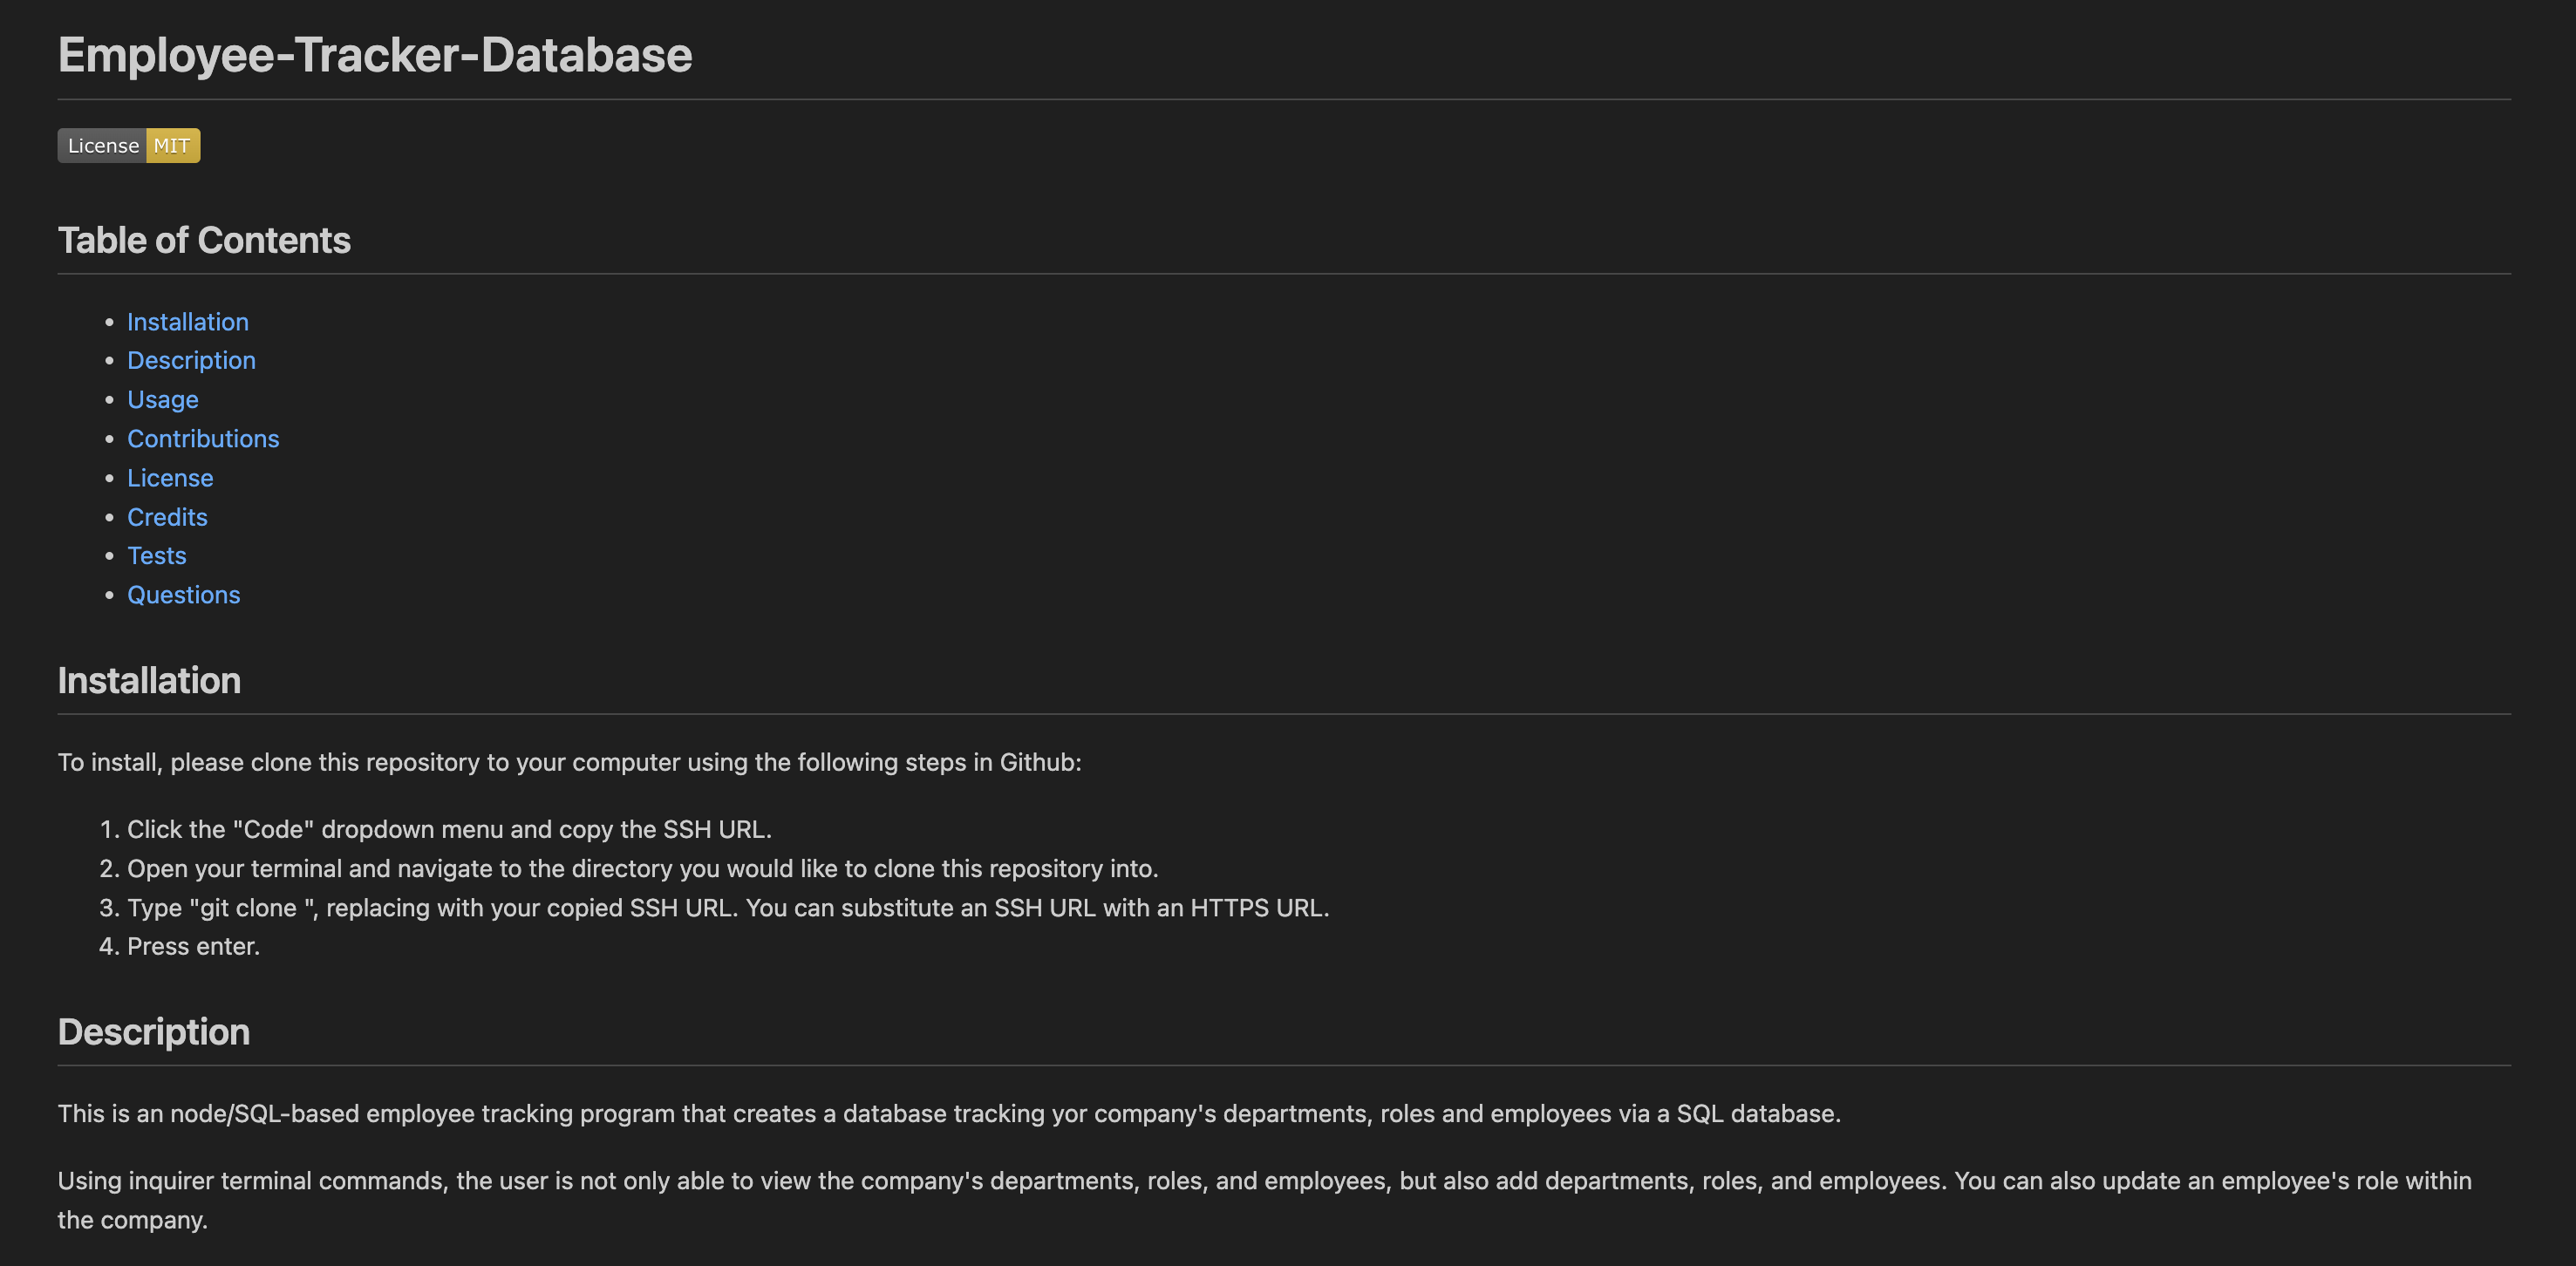 Employee-Tracker-Database
License MIT
Table of Contents
• Installation
• Description
• Usage
• Contributions
• License
• Credits
• Tests
• Questions
Installation
To install, please clone this repository to your computer using the following steps in Github:
1. Click the "Code" dropdown menu and copy the SSH URL.
2. Open your terminal and navigate to the directory you would like to clone this repository into.
3. Type "git clone ", replacing with your copied SSH URL. You can substitute an SSH URL with an HTTPS URL.
4. Press enter.
Description
This is an node/SQL-based employee tracking program that creates a database tracking yor company's departments, roles and employees via a SQL database.
Using inquirer terminal commands, the user is not only able to view the company's departments, roles, and employees, but also add departments, roles, and employees. You can also update an employee's role within
the company.